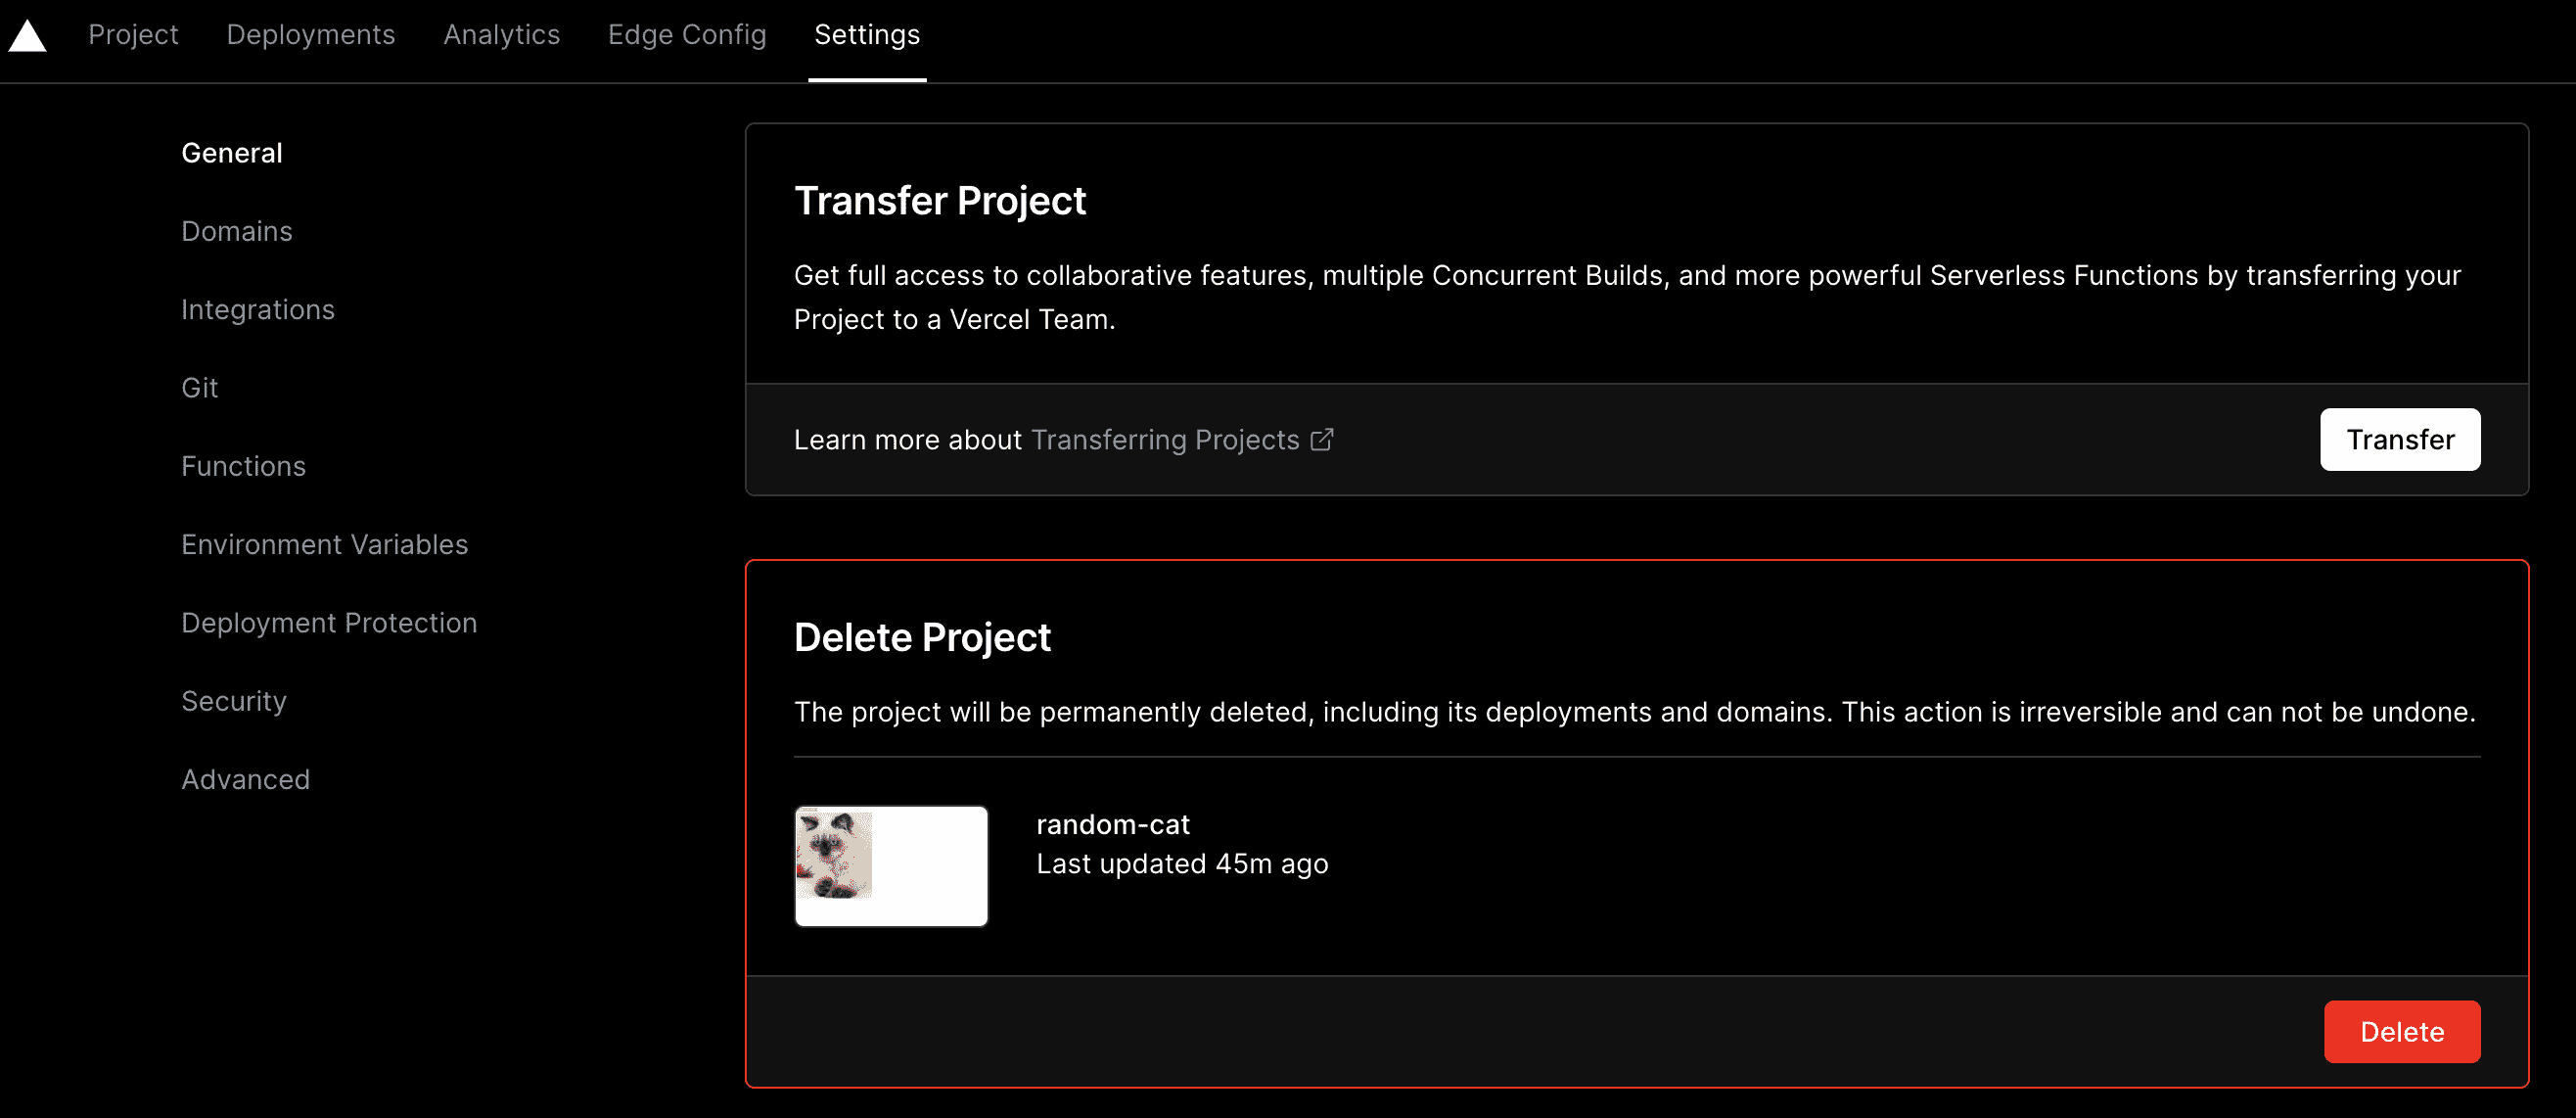 Project Deployments Analytics Edge Config Settings
General
Domains
Integrations
Git
Functions
Environment Variables
Deployment Protection
Security
Advanced
Transfer Project
Get full access to collaborative features, multiple Concurrent Builds, and more powerful Serverless Functions by transferring your
Project to a Vercel Team.
Learn more about Transferring Projects
Transfer
Delete Project
The project will be permanently deleted, including its deployments and domains. This action is irreversible and can not be undone.
random-cat
Last updated 45m ago
Delete